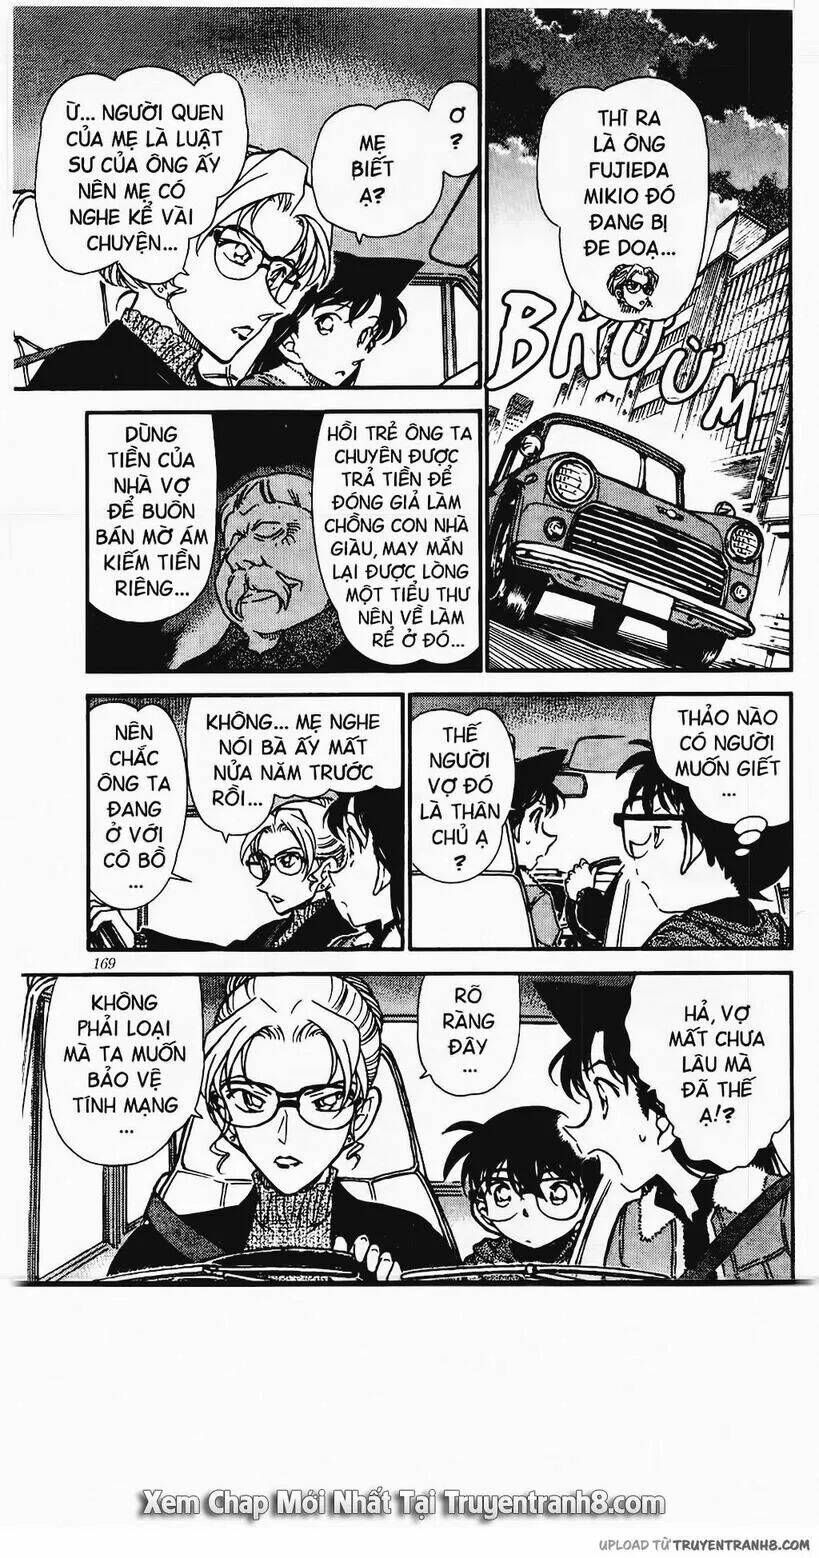 THÌ RA
LÀ ÔNG
FUJIEDA
MIKIO ĐÓ
ĐANG BỊ
ĐE DOẠ...
BRỪỪM
Ơ
?
MẸ
BIẾT
Ạ?
Ừ... NGƯỜI QUEN
CỦA MẸ LÀ LUẬT
SƯ CỦA ÔNG ẤY
NÊN MẸ CÓ
NGHE KỂ VÀI
CHUYỆN...
HỒI TRẺ ÔNG TA
CHUYÊN ĐƯỢC
TRẢ TIỀN ĐỂ
ĐÓNG GIẢ LÀM
CHỒNG CON NHÀ
GIÀU, MAY MẮN
LẠI ĐƯỢC LÒNG
MỘT TIỂU THƯ
NÊN VỀ LÀM
RỂ Ở ĐÓ...
DÙNG
TIỀN CỦA
NHÀ VỢ
ĐỂ BUÔN
BÁN MỜ ÁM
KIẾM TIỀN
RIÊNG...
THẢO NÀO
CÓ NGƯỜI
MUỐN GIẾT
...
THẾ
NGƯỜI
VỢ ĐÓ
LÀ THÂN
CHỦ Ạ
?
KHÔNG... MẸ NGHE
NÓI BÀ ẤY MẤT
NỬA NĂM TRƯỚC
RỒI...
NÊN
CHẮC
ÔNG TA
ĐANG
Ở VỚI
CÔ BỒ
...
169
HẢ, VỢ
MẤT CHƯA
LÂU MÀ
ĐÃ THẾ
Ạ!?
RÕ
RÀNG
ĐÂY
...
KHÔNG
PHẢI LOẠI
MÀ TA MUỐN
BẢO VỆ
TÍNH MẠNG
...
Xem Chap Mới Nhất Tại Truyentranh8.com
UPLOAD TỪ TRUYENTRANH8.COM